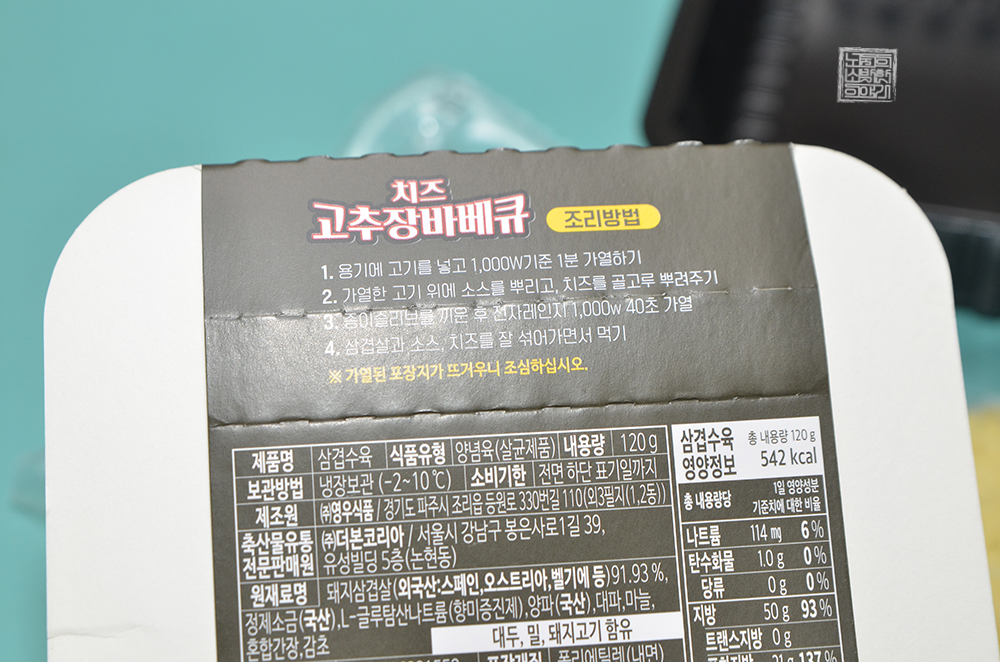 치즈
고추장바베큐 조리방법
1. 용기에 고기를 넣고 1,000W기준 1분 가열하기
2. 가열한 고기 위에 소스를 뿌리고, 치즈를 골고루 뿌려주기
3. 종이슬리브를 끼운 후 전자레인지 1,000w 40초 가열
4. 삼겹살과, 소스, 치즈를 잘 섞어가면서 먹기
※ 가열된 포장지가 뜨거우니 조심하십시오.
제품명 삼겹수육 식품유형 양념육(살균제품) 내용량 120g
보관방법 냉장보관 (-2~10℃) 소비기한 전면 하단 표기일까지
제조원 ㈜영우식품 / 경기도 파주시 조리읍 등원로 330번길 110(외3필지(1,2동))
축산물유통전문판매원 ㈜더본코리아 / 서울시 강남구 봉은사로1길 39,
유성빌딩 5층(논현동)
원재료명 돼지삼겹살(외국산:스페인,오스트리아,벨기에 등)91.93%,
정제소금(국산), L-글루탐산나트륨(향미증진제), 양파(국산), 대파, 마늘,
혼합간장, 감초
대두, 밀, 돼지고기 함유
삼겹수육 영양정보
총 내용량 120g
542 kcal
총 내용량당 1일 영양성분 기준치에 대한 비율
나트륨 114 mg 6%
탄수화물 1.0 g 0%
당류 0 g 0%
지방 50 g 93%
트랜스지방 0 g
포화지방 21 g 137%